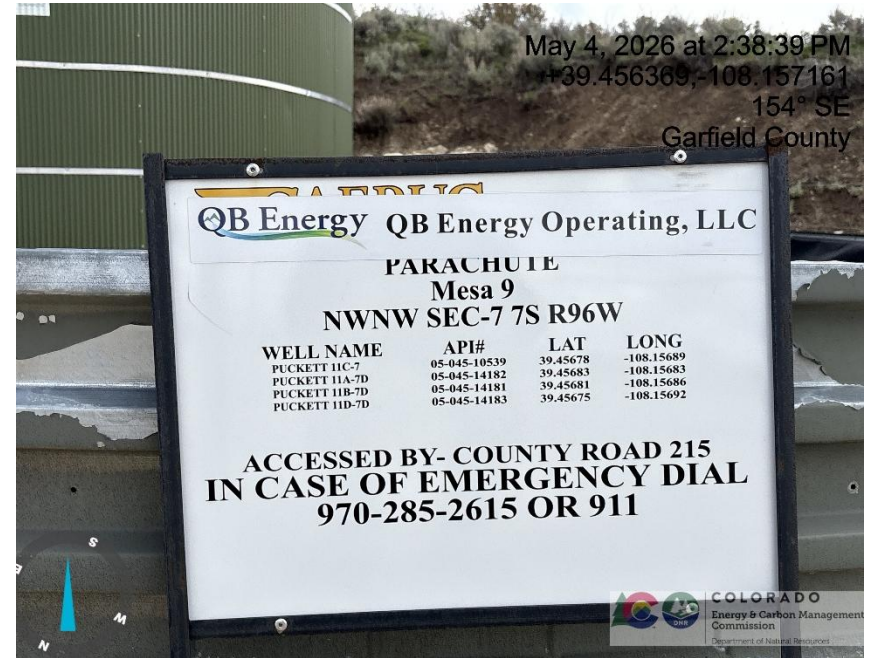 May 4, 2026 at 2:38:39 PM
+39.456369,-108.157161
154° SE
Garfield County
CAERUS
QB Energy QB Energy Operating, LLC
PARACHUTE
Mesa 9
NWNW SEC-7 7S R96W
WELL NAME API# LAT LONG
PUCKETT 11C-7 05-045-10539 39.45678 -108.15689
PUCKETT 11A-7D 05-045-14182 39.45683 -108.15683
PUCKETT 11B-7D 05-045-14181 39.45681 -108.15686
PUCKETT 11D-7D 05-045-14183 39.45675 -108.15692
ACCESSED BY- COUNTY ROAD 215
IN CASE OF EMERGENCY DIAL
970-285-2615 OR 911
S
E
W
N
COLORADO
Energy & Carbon Management
Commission
DNR
Department of Natural Resources